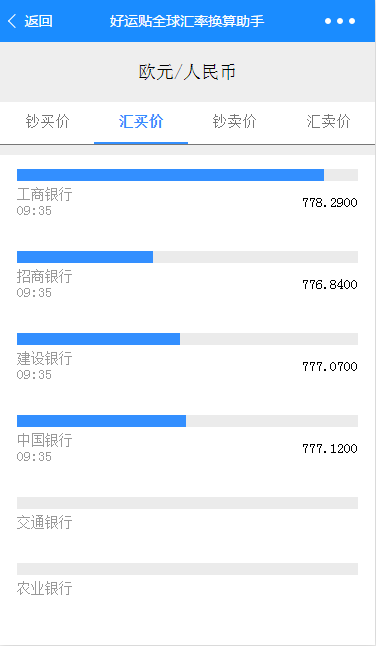 返回 好运贴全球汇率换算助手
欧元/人民币
钞买价 汇买价 钞卖价 汇卖价
工商银行
09:35 778.2900
招商银行
09:35 776.8400
建设银行
09:35 777.0700
中国银行
09:35 777.1200
交通银行
农业银行